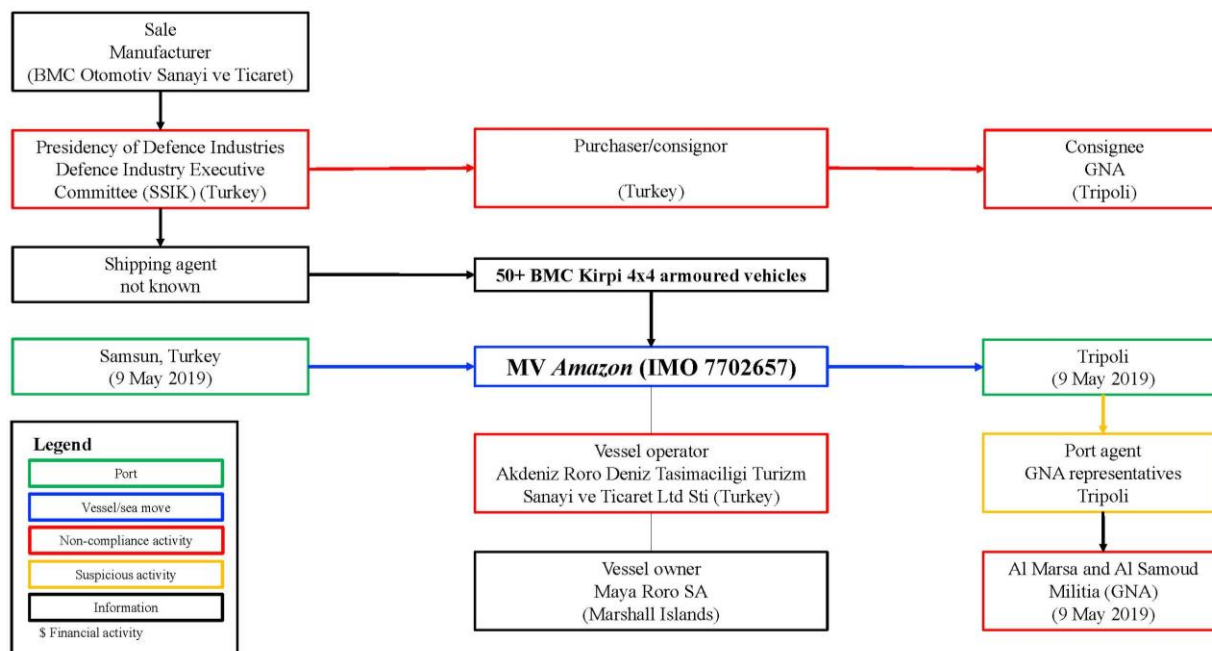 Sale
Manufacturer
(BMC Otomotiv Sanayi ve Ticaret)
Presidency of Defence Industries
Defence Industry Executive
Committee (SSIK) (Turkey)
Purchaser/consignor
(Turkey)
Consignee
GNA
(Tripoli)
Shipping agent
not known
50+ BMC Kirpi 4x4 armoured vehicles
Samsun, Turkey
(9 May 2019)
MV Amazon (IMO 7702657)
Tripoli
(9 May 2019)
Vessel operator
Akdeniz Roro Deniz Tasimaciligi Turizm
Sanayi ve Ticaret Ltd Sti (Turkey)
Port agent
GNA representatives
Tripoli
Vessel owner
Maya Roro SA
(Marshall Islands)
Al Marsa and Al Samoud
Militia (GNA)
(9 May 2019)
Legend
Port
Vessel/sea move
Non-compliance activity
Suspicious activity
Information
$ Financial activity